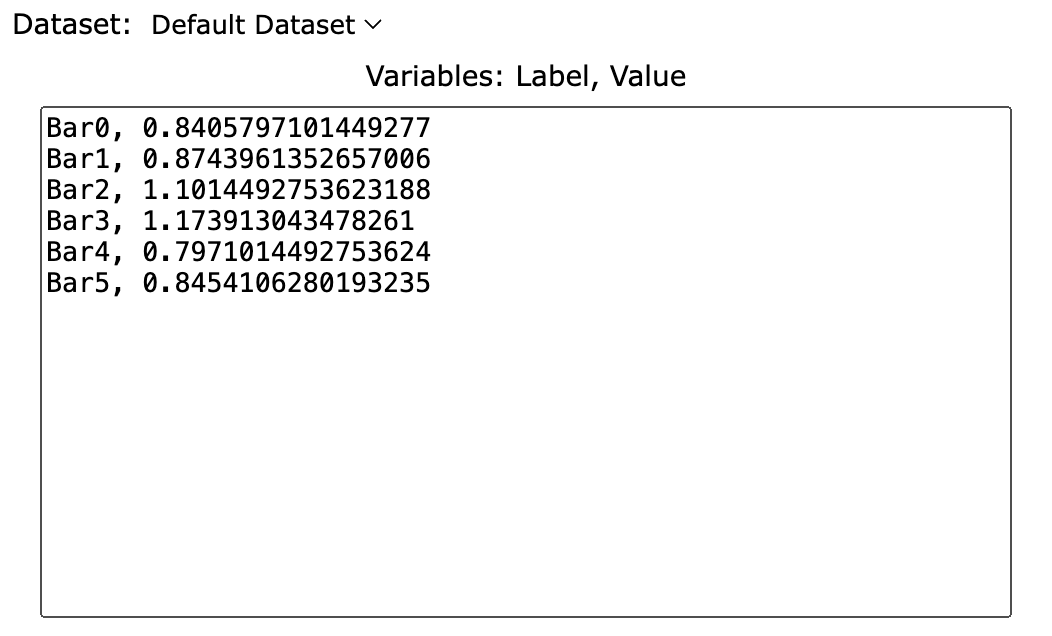 Dataset: Default Dataset
Variables: Label, Value
Bar0, 0.8405797101449277
Bar1, 0.8743961352657006
Bar2, 1.1014492753623188
Bar3, 1.173913043478261
Bar4, 0.7971014492753624
Bar5, 0.8454106280193235